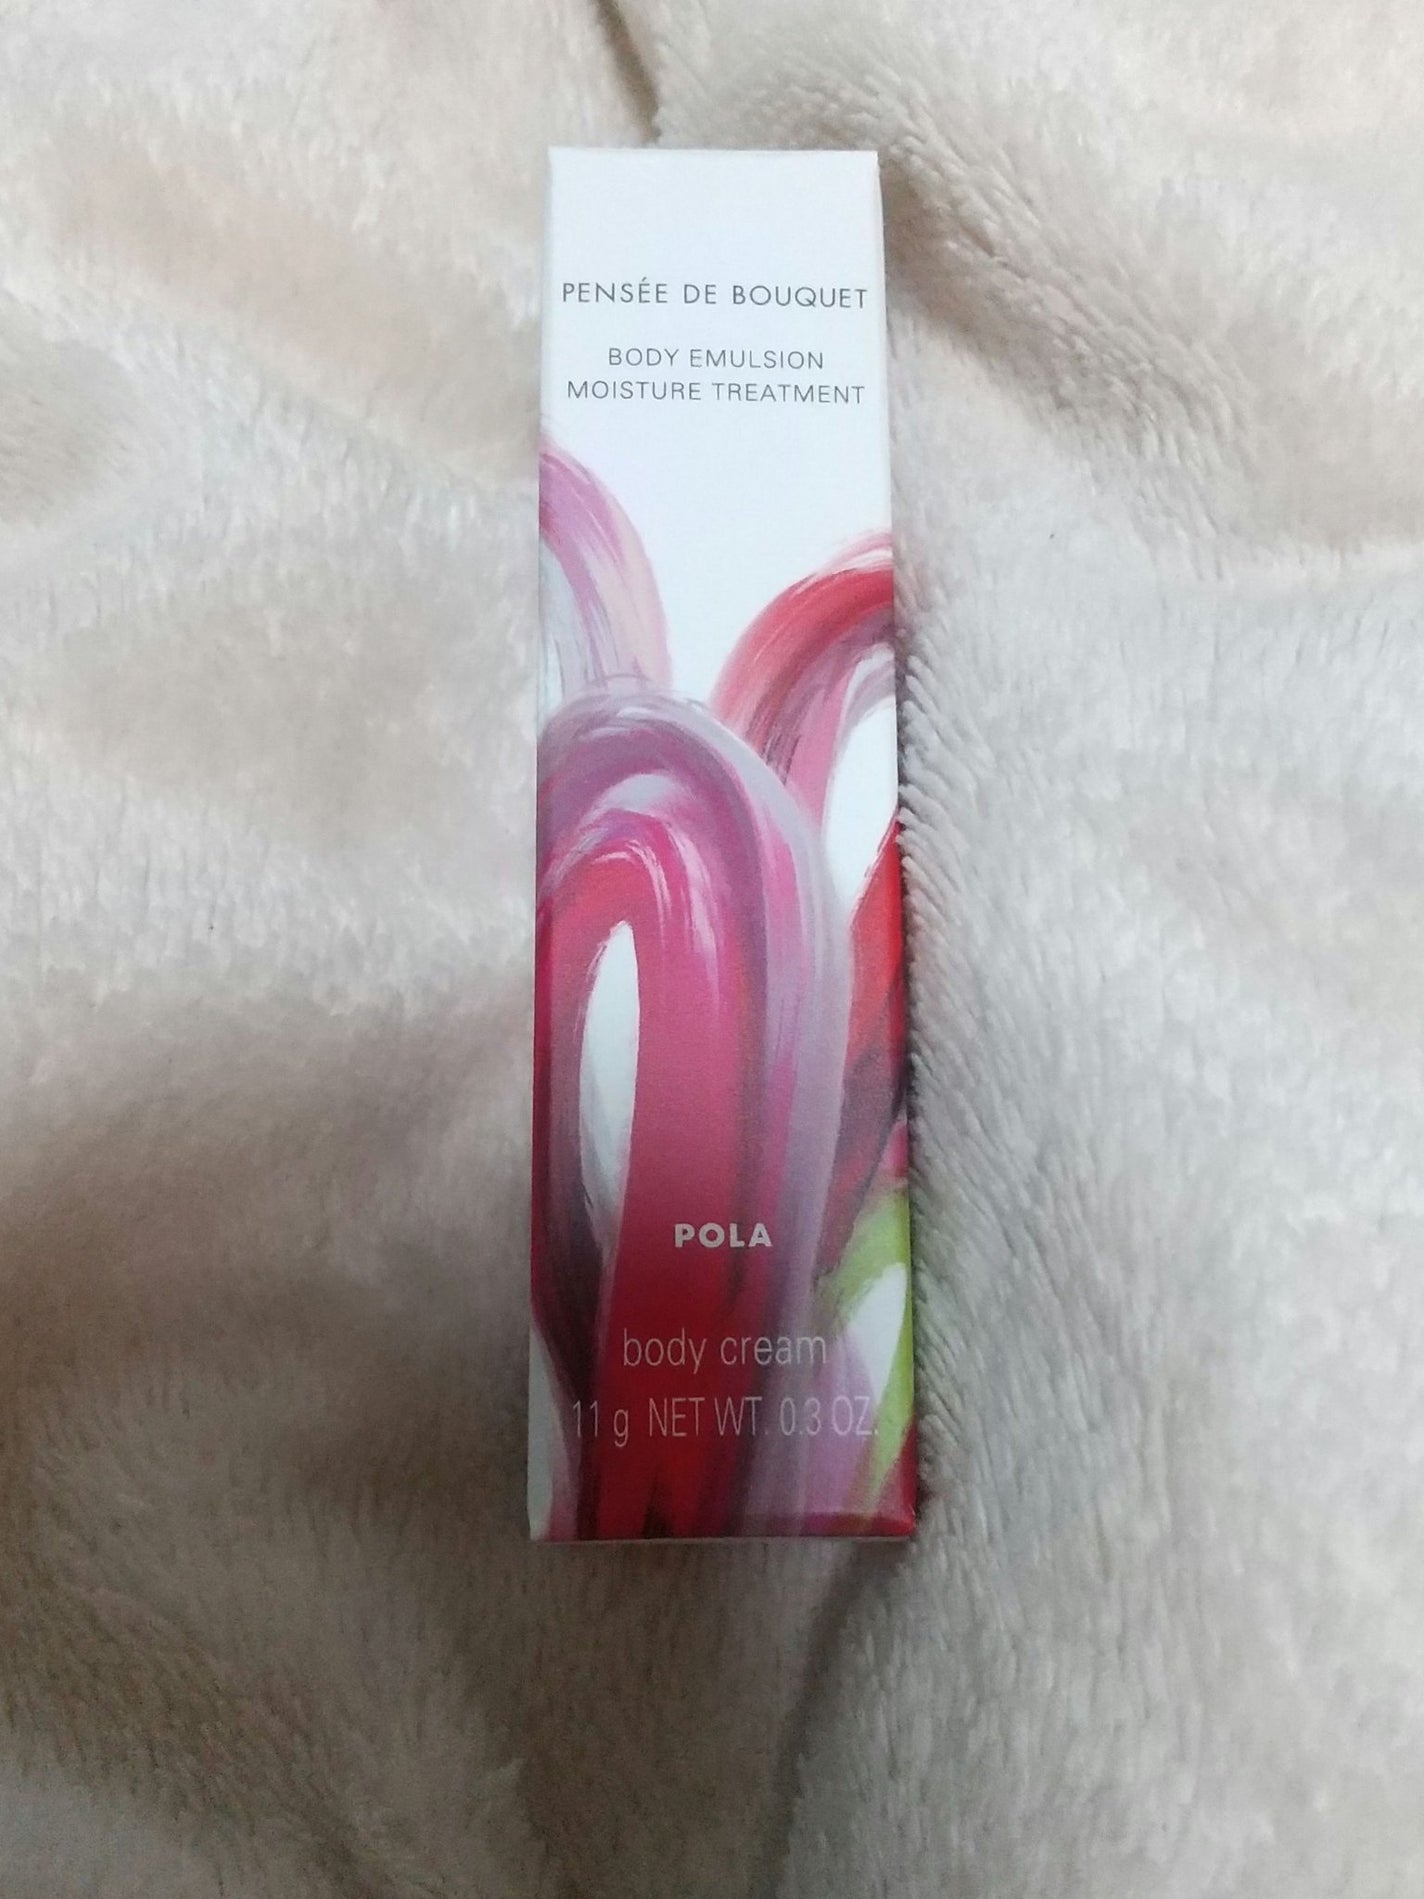 PENSÉE DE BOUQUET
BODY EMULSION
MOISTURE TREATMENT
POLA
body cream
11 g NET WT. 0.3 OZ.